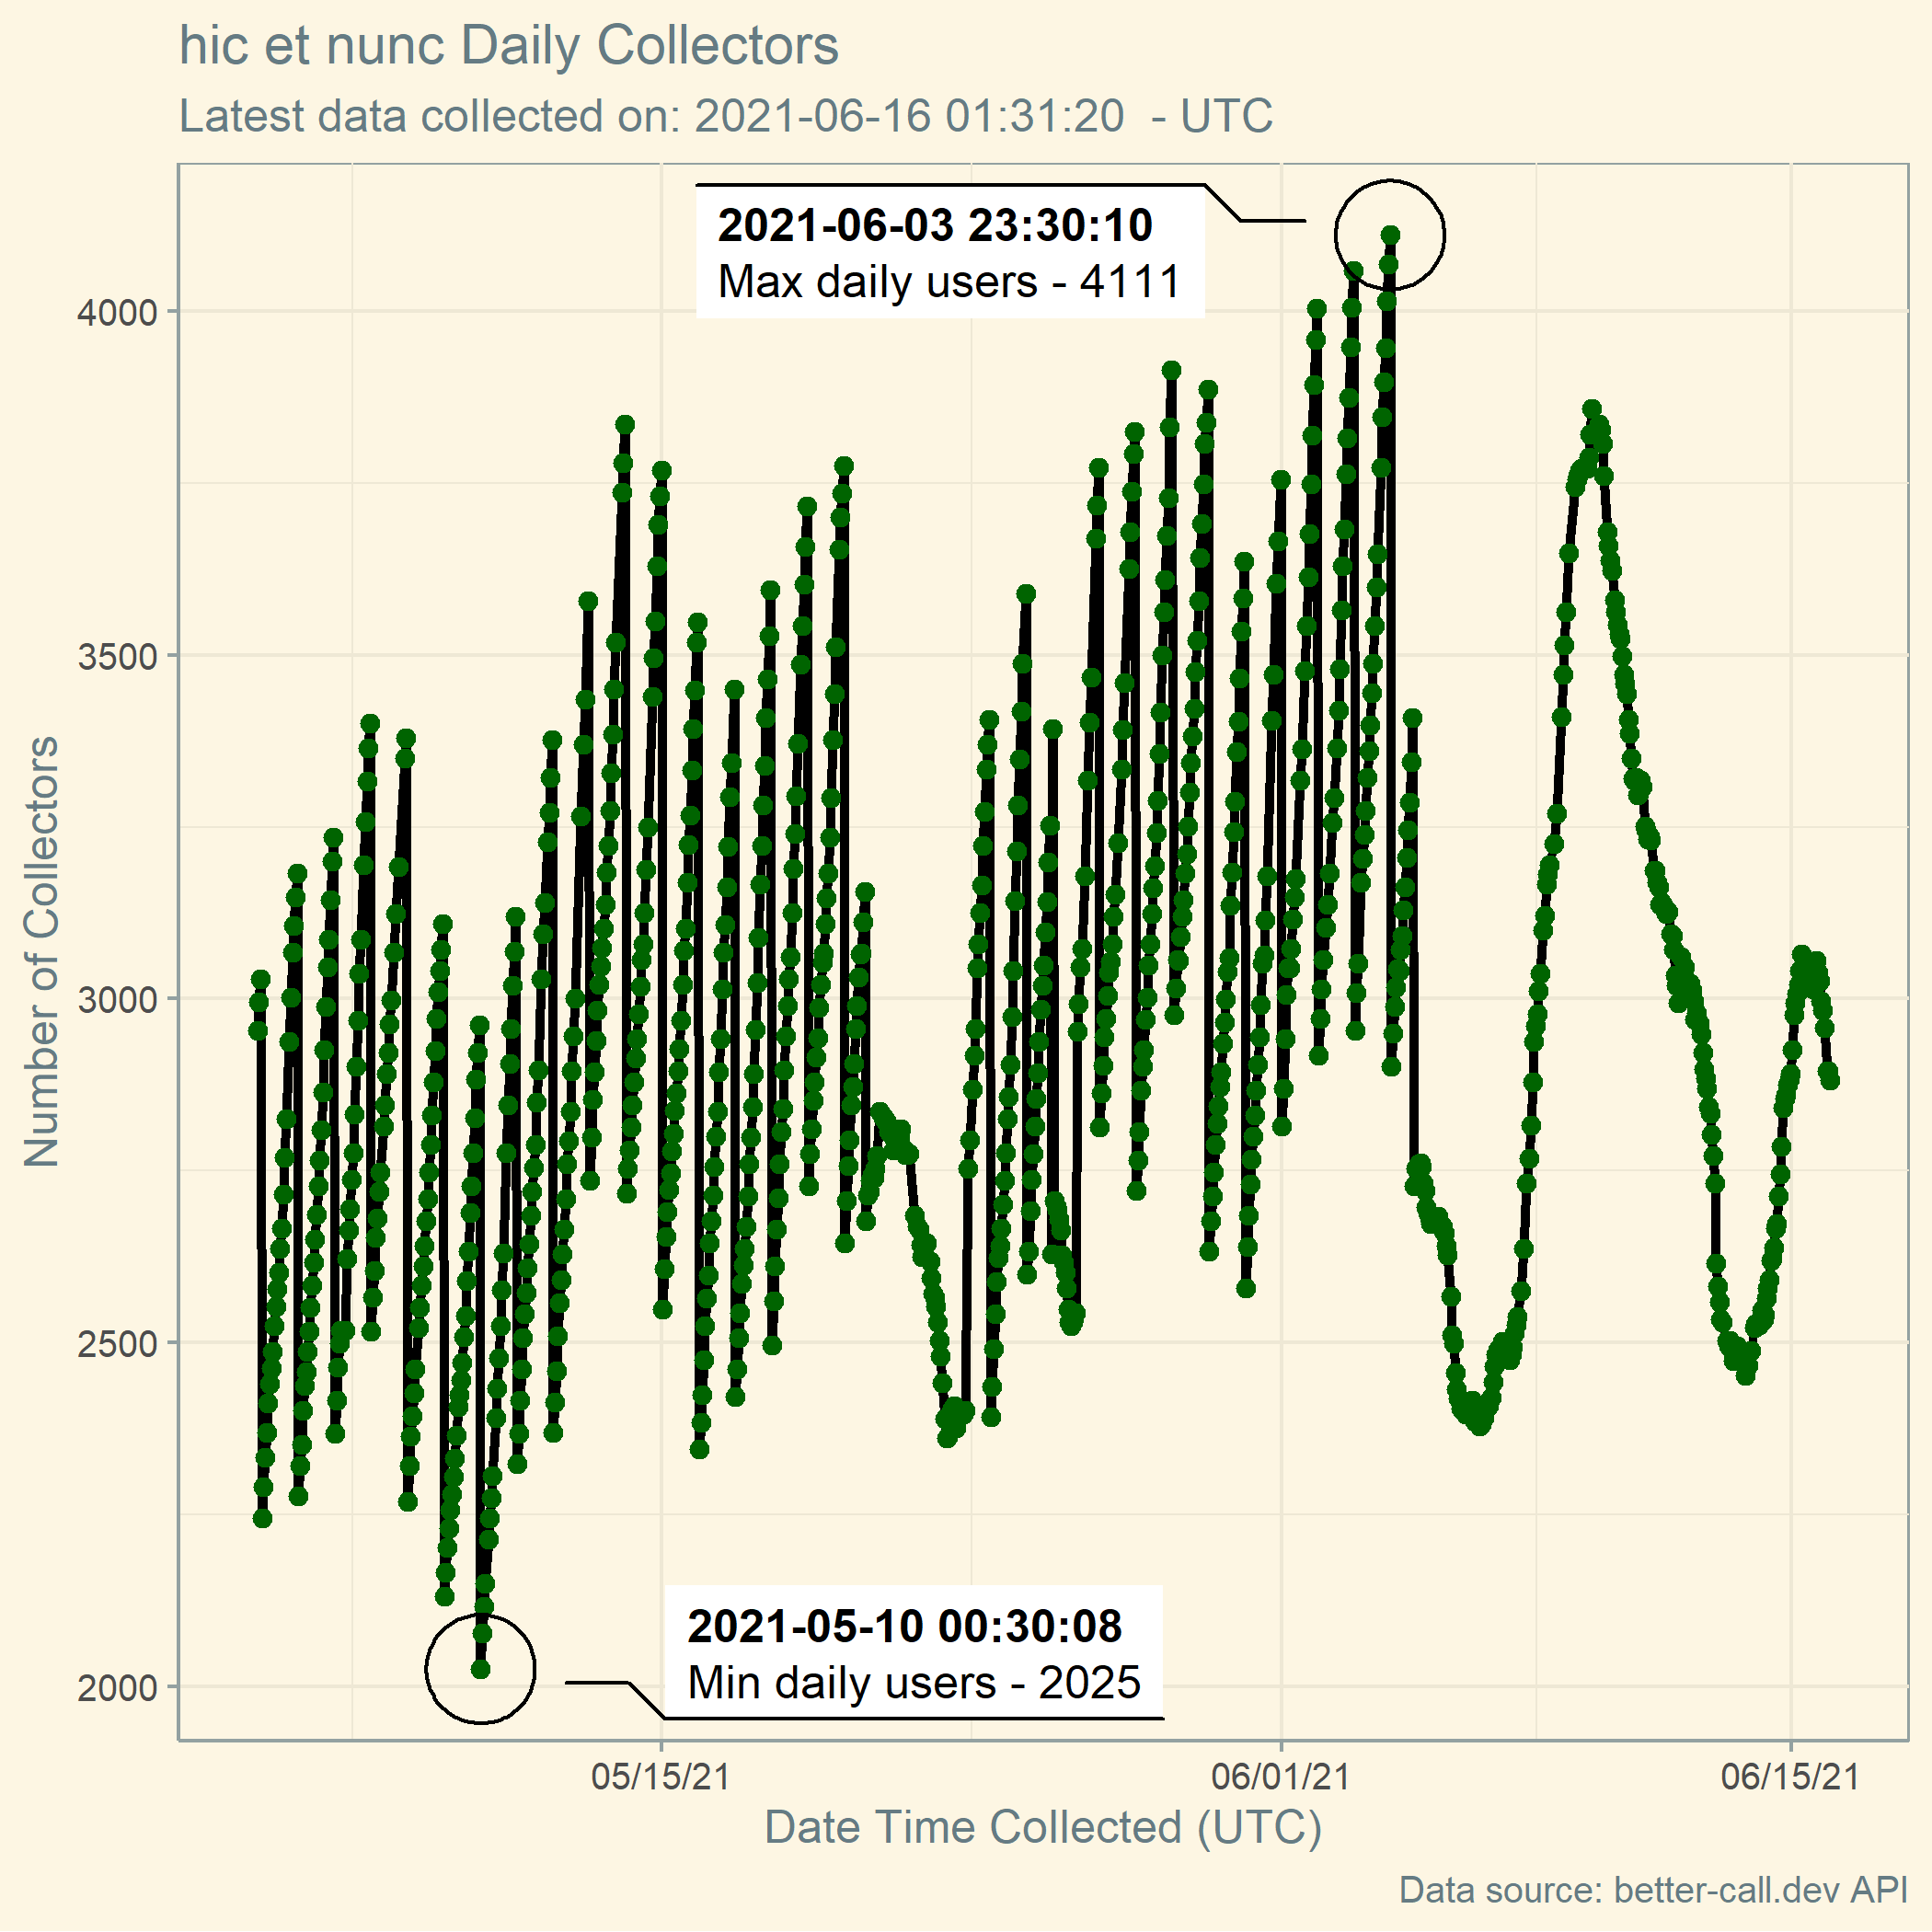 hic et nunc Daily Collectors
Latest data collected on: 2021-06-16 01:31:20  - UTC
2021-06-03 23:30:10
Max daily users - 4111
4000
3500
3000
2500
2000
Number of Collectors
2021-05-10 00:30:08
Min daily users - 2025
05/15/21
06/01/21
06/15/21
Date Time Collected (UTC)
Data source: better-call.dev API